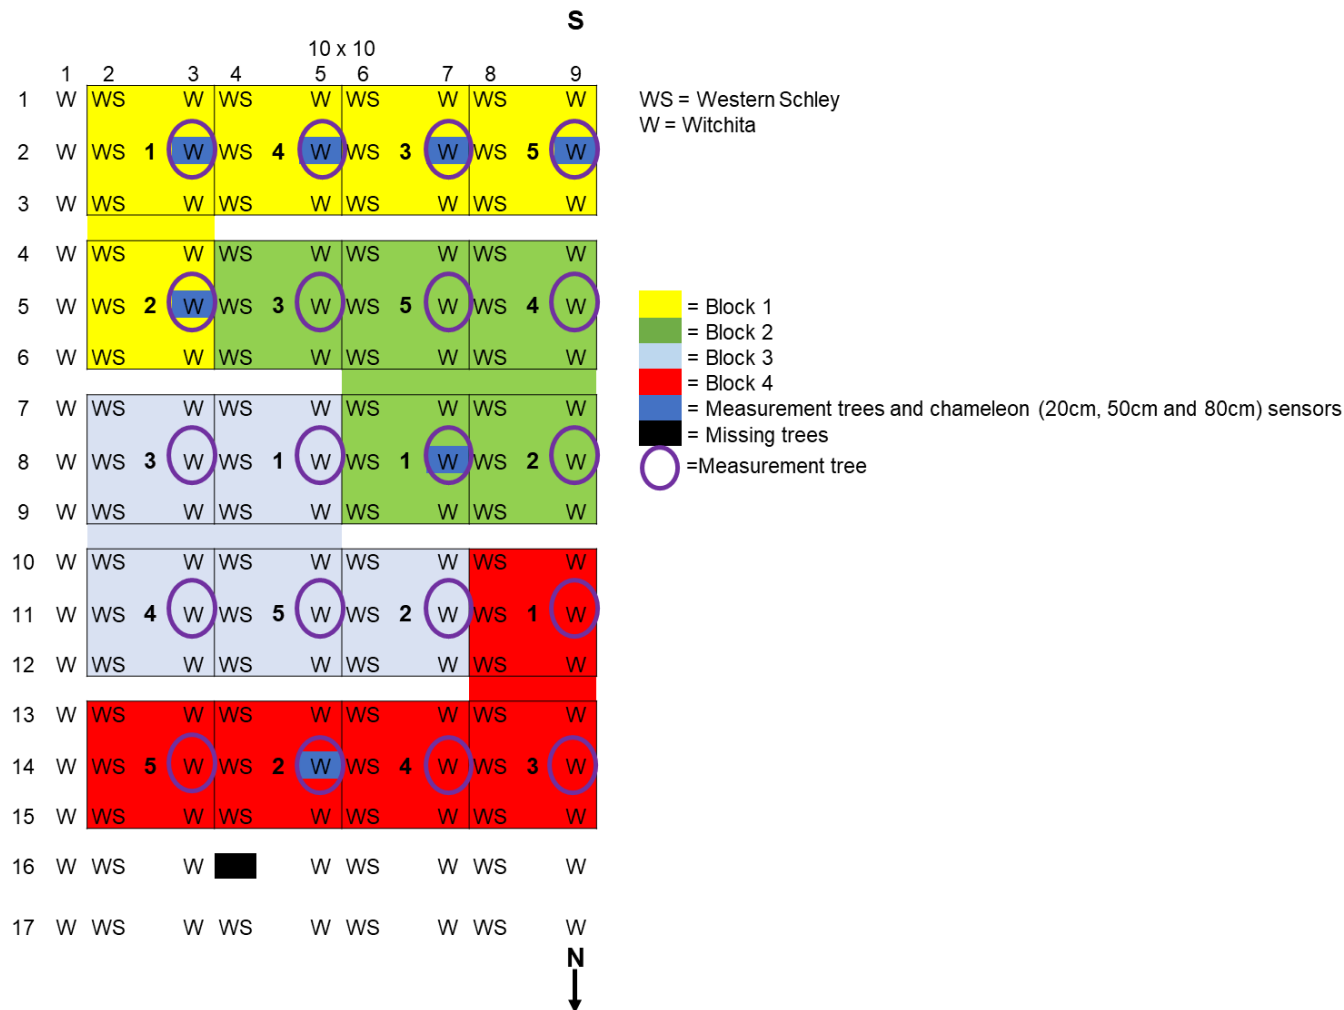 S
10 x 10
1 2 3 4 5 6 7 8 9
1 W WS W WS W WS W WS W
WS = Western Schley
W = Witchita
2 W WS 1 W WS 4 W WS 3 W WS 5 W
3 W WS W WS W WS W WS W
4 W WS W WS W WS W WS W
5 W WS 2 W WS 3 W WS 5 W WS 4 W
= Block 1
= Block 2
6 W WS W WS W WS W WS W
= Block 3
= Block 4
7 W WS W WS W WS W WS W
= Measurement trees and chameleon (20cm, 50cm and 80cm) sensors
= Missing trees
8 W WS 3 W WS 1 W WS 1 W WS 2 W
=Measurement tree
9 W WS W WS W WS W WS W
10 W WS W WS W WS W WS W
11 W WS 4 W WS 5 W WS 2 W WS 1 W
12 W WS W WS W WS W WS W
13 W WS W WS W WS W WS W
14 W WS 5 W WS 2 W WS 4 W WS 3 W
15 W WS W WS W WS W WS W
16 W WS W W WS W WS W
17 W WS W WS W WS W WS W
N